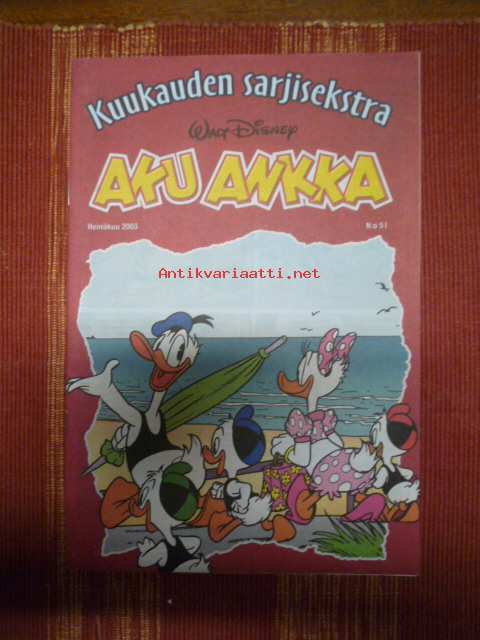 Kuukauden sarjisekstra
WALT DISNEY
AKU ANKKA
Heinäkuu 2003
N:o 51
Antikvariaatti.net